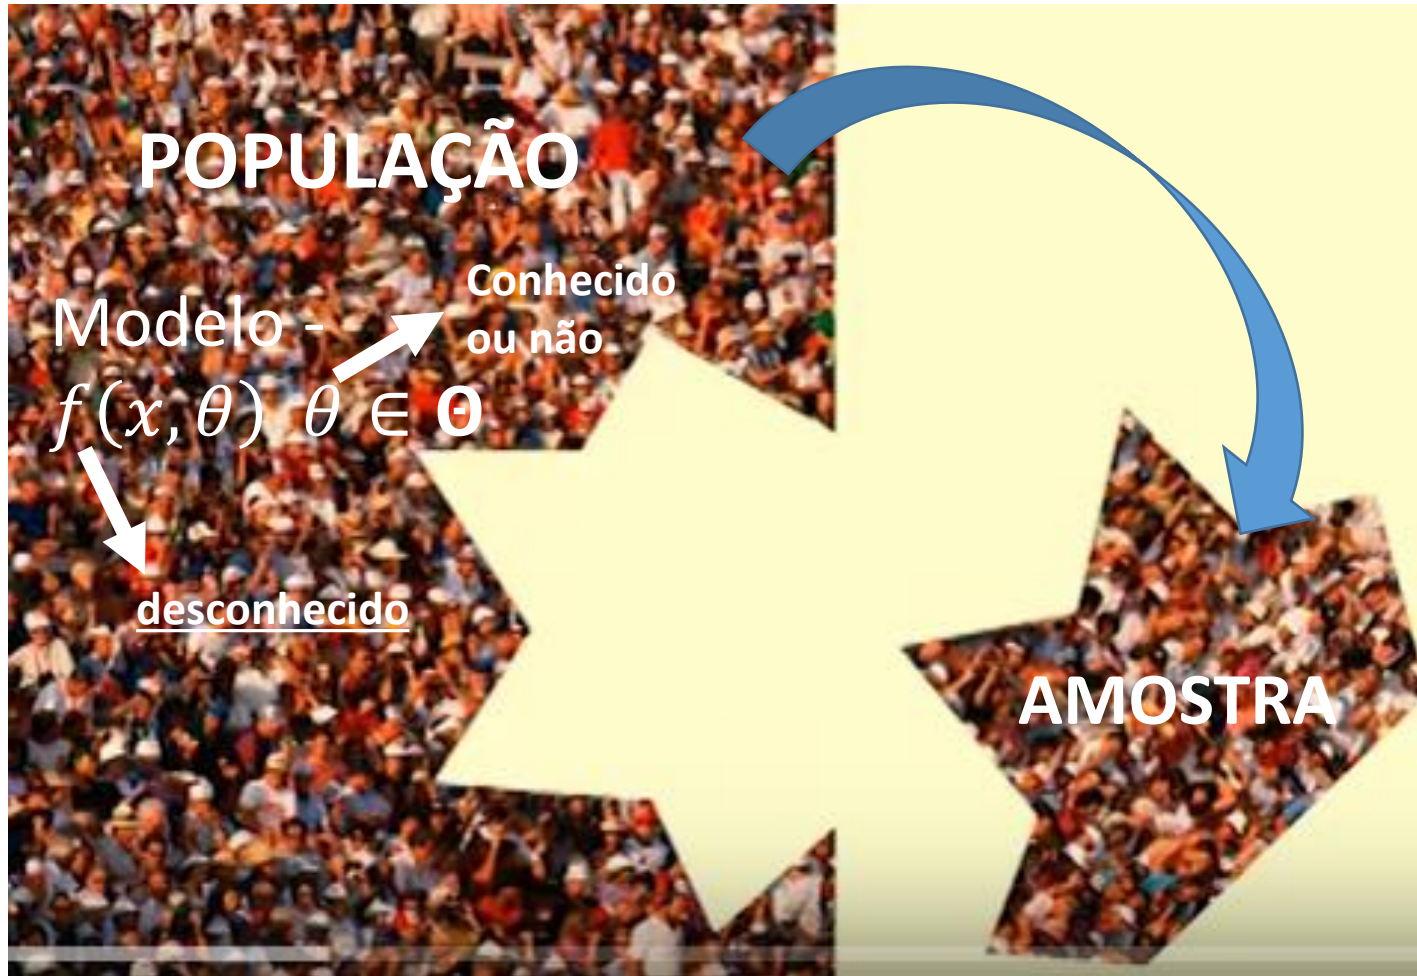 POPULAÇÃO
Conhecido
ou não
Modelo -
f(x, θ) θ ∈ Θ
desconhecido
AMOSTRA